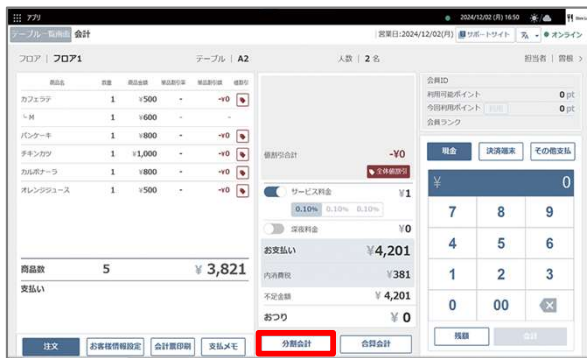 アプリ
2024/12/02 (月) 16:50
テーブル一覧画面 会計
営業日:2024/12/02(月)
サポートサイト
オンライン
フロア | フロア1
テーブル | A2
人数 | 2 名
担当者 | 曽根 >
商品名 数量 商品金額 単品割引率 単品割引額 値割引
カフェラテ 1 ¥500 - -¥0
└ M 1 ¥600 - -
パンケーキ 1 ¥800 - -¥0
チキンカツ 1 ¥1,000 - -¥0
カルボナーラ 1 ¥800 - -¥0
オレンジジュース 1 ¥500 - -¥0
商品数 5 ¥ 3,821
支払い
注文
お客様情報設定
会計票印刷
支払メモ
値割引合計 -¥0
全体値割引
サービス料金 ¥1
0.10% 0.10% 0.10%
深夜料金 ¥0
お支払い ¥4,201
内消費税 ¥381
不足金額 ¥ 4,201
おつり ¥ 0
分割会計
合算会計
会員ID
利用可能ポイント 0 pt
今回利用ポイント 利用 0 pt
会員ランク
現金
決済端末
その他支払
¥ 0
7 8 9
4 5 6
1 2 3
0 00
残額
会計